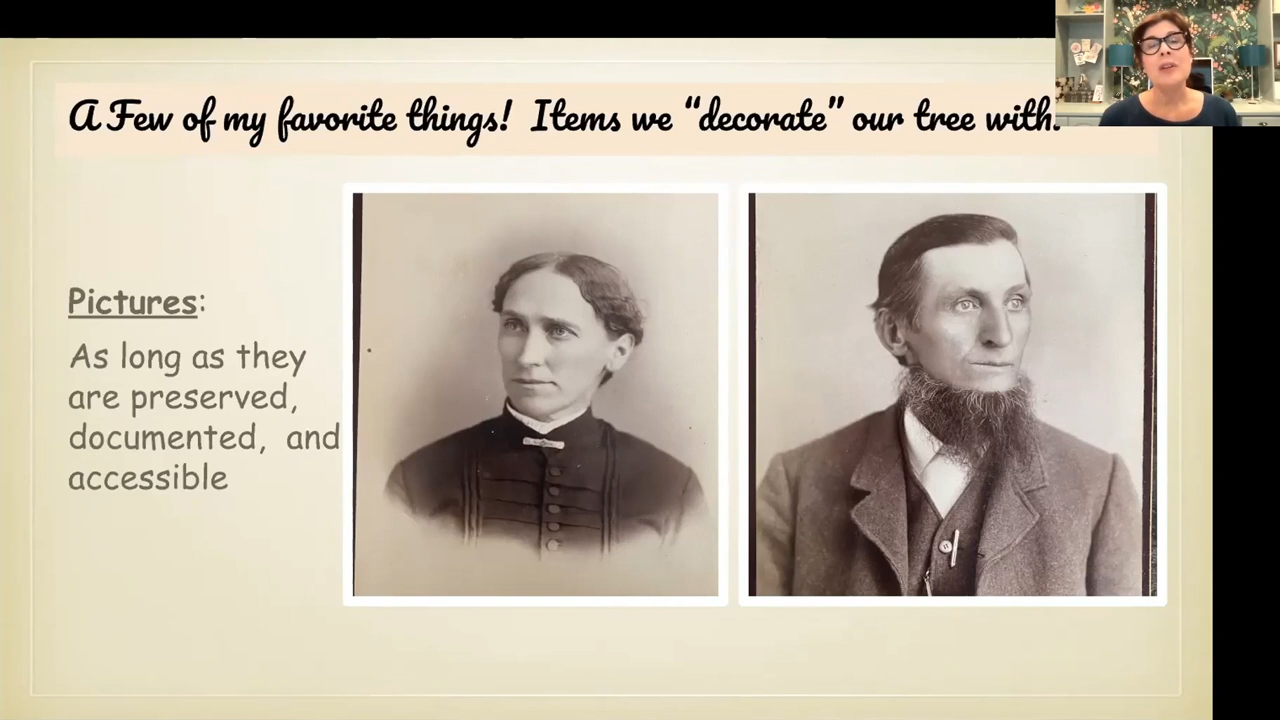 A Few of my favorite things! Items we “decorate” our tree with.
Pictures:
As long as they
are preserved,
documented, and
accessible